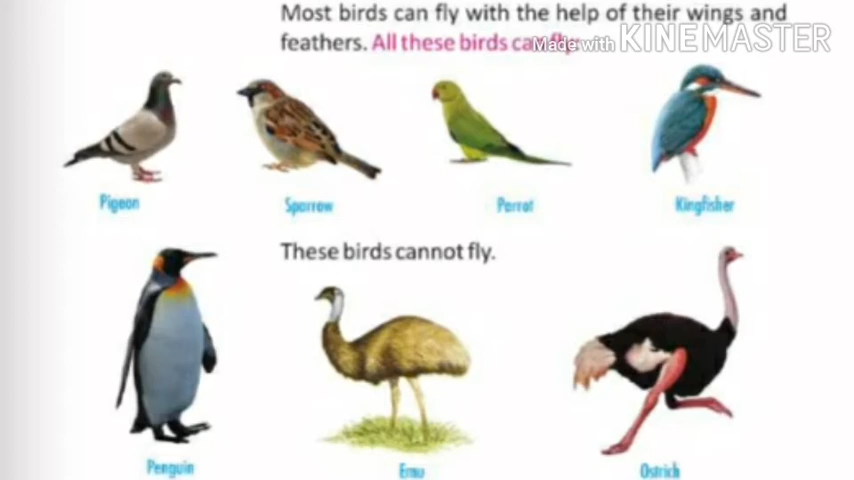 Most birds can fly with the help of their wings and
feathers. All these birds can fly.
Made with KINEMASTER
Pigeon
Sparrow
Parrot
Kingfisher
These birds cannot fly.
Penguin
Emu
Ostrich